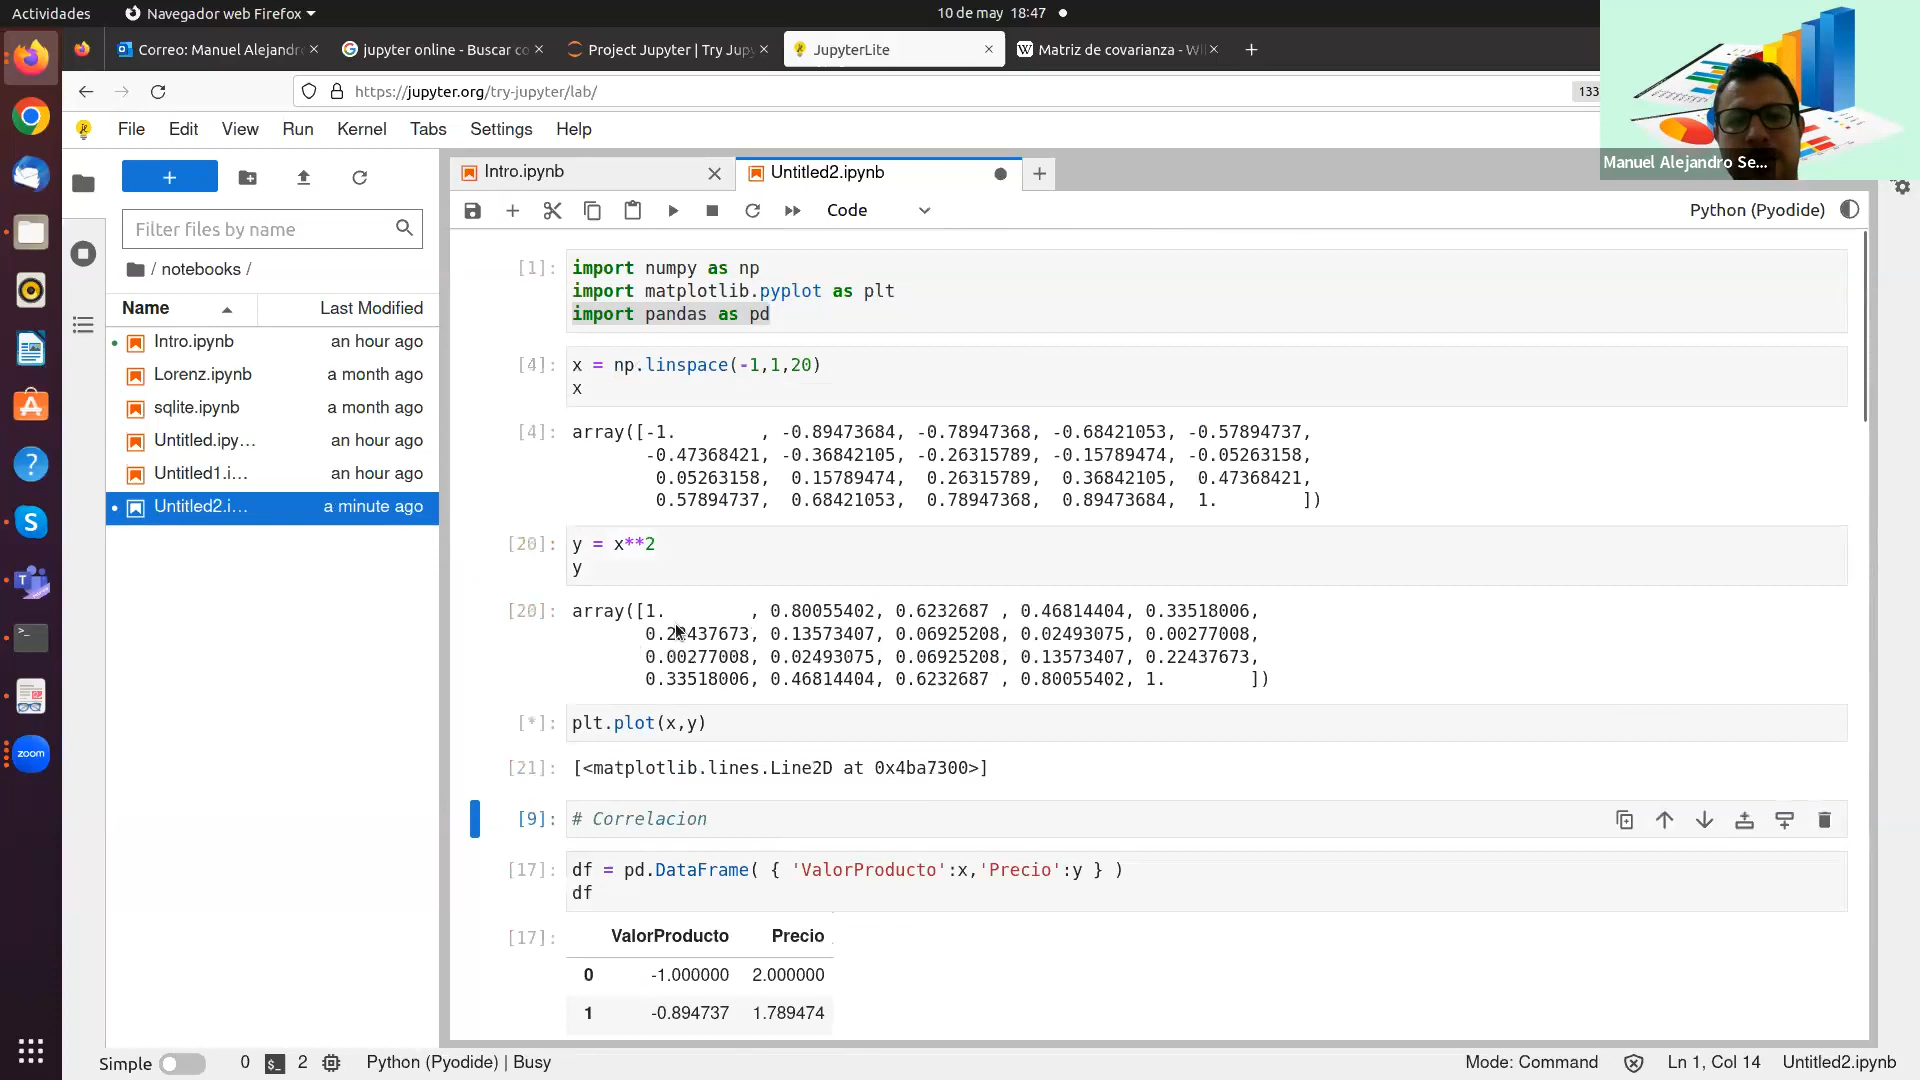 Actividades
Navegador web Firefox
10 de may 18:47
Correo: Manuel Alejandr
jupyter online - Buscar co
Project Jupyter | Try Jup
JupyterLite
Matriz de covarianza - Wi
https://jupyter.org/try-jupyter/lab/
133
Manuel Alejandro Se...
File Edit View Run Kernel Tabs Settings Help
Intro.ipynb
Untitled2.ipynb
Code
Python (Pyodide)
Filter files by name
/ notebooks /
Name Last Modified
Intro.ipynb an hour ago
Lorenz.ipynb a month ago
sqlite.ipynb a month ago
Untitled.ipy… an hour ago
Untitled1.i… an hour ago
Untitled2.i… a minute ago
[1]: import numpy as np
import matplotlib.pyplot as plt
import pandas as pd
[4]: x = np.linspace(-1,1,20)
x
[4]: array([-1.        , -0.89473684, -0.78947368, -0.68421053, -0.57894737,
-0.47368421, -0.36842105, -0.26315789, -0.15789474, -0.05263158,
0.05263158, 0.15789474, 0.26315789, 0.36842105, 0.47368421,
0.57894737, 0.68421053, 0.78947368, 0.89473684, 1.        ])
[20]: y = x**2
y
[20]: array([1.        , 0.80055402, 0.6232687 , 0.46814404, 0.33518006,
0.22437673, 0.13573407, 0.06925208, 0.02493075, 0.00277008,
0.00277008, 0.02493075, 0.06925208, 0.13573407, 0.22437673,
0.33518006, 0.46814404, 0.6232687 , 0.80055402, 1.        ])
[*]: plt.plot(x,y)
[21]: [<matplotlib.lines.Line2D at 0x4ba7300>]
[9]: # Correlacion
[17]: df = pd.DataFrame( { 'ValorProducto':x,'Precio':y } )
df
[17]: ValorProducto Precio
0 -1.000000 2.000000
1 -0.894737 1.789474
zoom
Simple 0 2 Python (Pyodide) | Busy
Mode: Command Ln 1, Col 14 Untitled2.ipynb